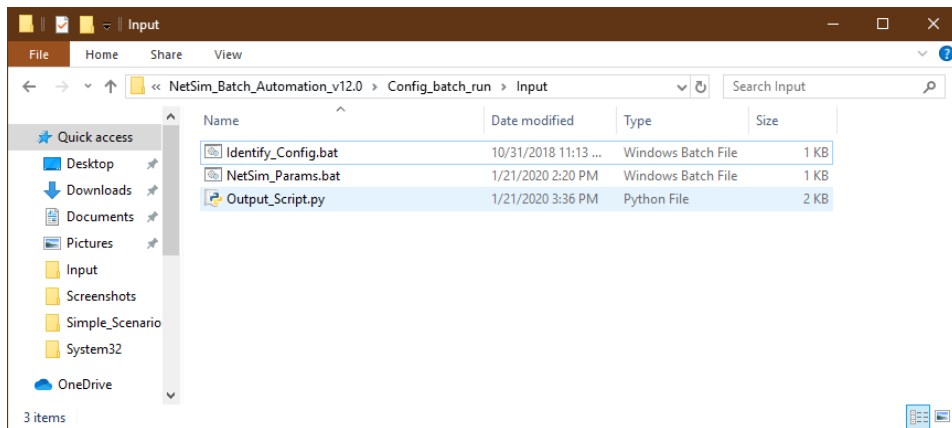 Input
File Home Share View
« NetSim_Batch_Automation_v12.0 > Config_batch_run > Input Search Input
Name Date modified Type Size
Quick access
Desktop
Downloads
Documents
Pictures
Input
Screenshots
Simple_Scenario
System32
OneDrive
Identify_Config.bat 10/31/2018 11:13 ... Windows Batch File 1 KB
NetSim_Params.bat 1/21/2020 2:20 PM Windows Batch File 1 KB
Output_Script.py 1/21/2020 3:36 PM Python File 2 KB
3 items